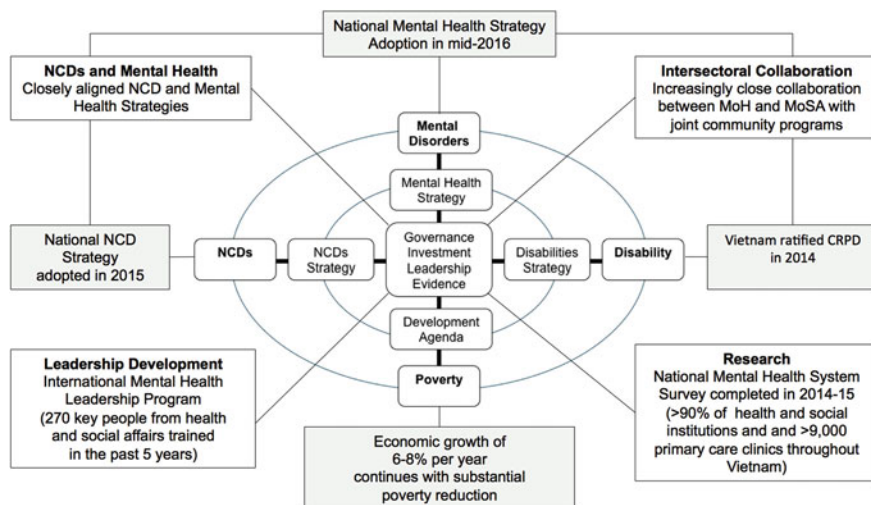 National Mental Health Strategy
Adoption in mid-2016
NCDs and Mental Health
Closely aligned NCD and Mental
Health Strategies
Intersectoral Collaboration
Increasingly close collaboration
between MoH and MoSA with
joint community programs
Mental
Disorders
Mental Health
Strategy
National NCD
Strategy
adopted in 2015
NCDs
NCDs
Strategy
Governance
Investment
Leadership
Evidence
Disabilities
Strategy
Disability
Vietnam ratified CRPD
in 2014
Development
Agenda
Poverty
Leadership Development
International Mental Health
Leadership Program
(270 key people from health
and social affairs trained
in the past 5 years)
Economic growth of
6-8% per year
continues with substantial
poverty reduction
Research
National Mental Health System
Survey completed in 2014-15
(>90% of health and social
institutions and and >9,000
primary care clinics throughout
Vietnam)